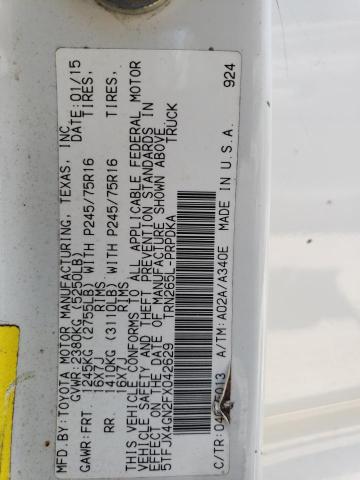 MFD.BY:TOYOTA MOTOR MANUFACTURING, TEXAS, INC. DATE:01/15
GVWR:2380KG (5250LB)
GAWR:FRT. 1245KG (2755LB) WITH P245/75R16 TIRES,
16X7J RIMS
RR. 1410KG (3110LB) WITH P245/75R16 TIRES,
16X7J RIMS
THIS VEHICLE CONFORMS TO ALL APPLICABLE FEDERAL MOTOR
VEHICLE SAFETY AND THEFT PREVENTION STANDARDS IN
EFFECT ON THE DATE OF MANUFACTURE SHOWN ABOVE.
5TFJX4GN2FX042629 TRN265L-PRPDKA TRUCK
C/TR: A/TM:A02A/A340E MADE IN U.S.A. 924